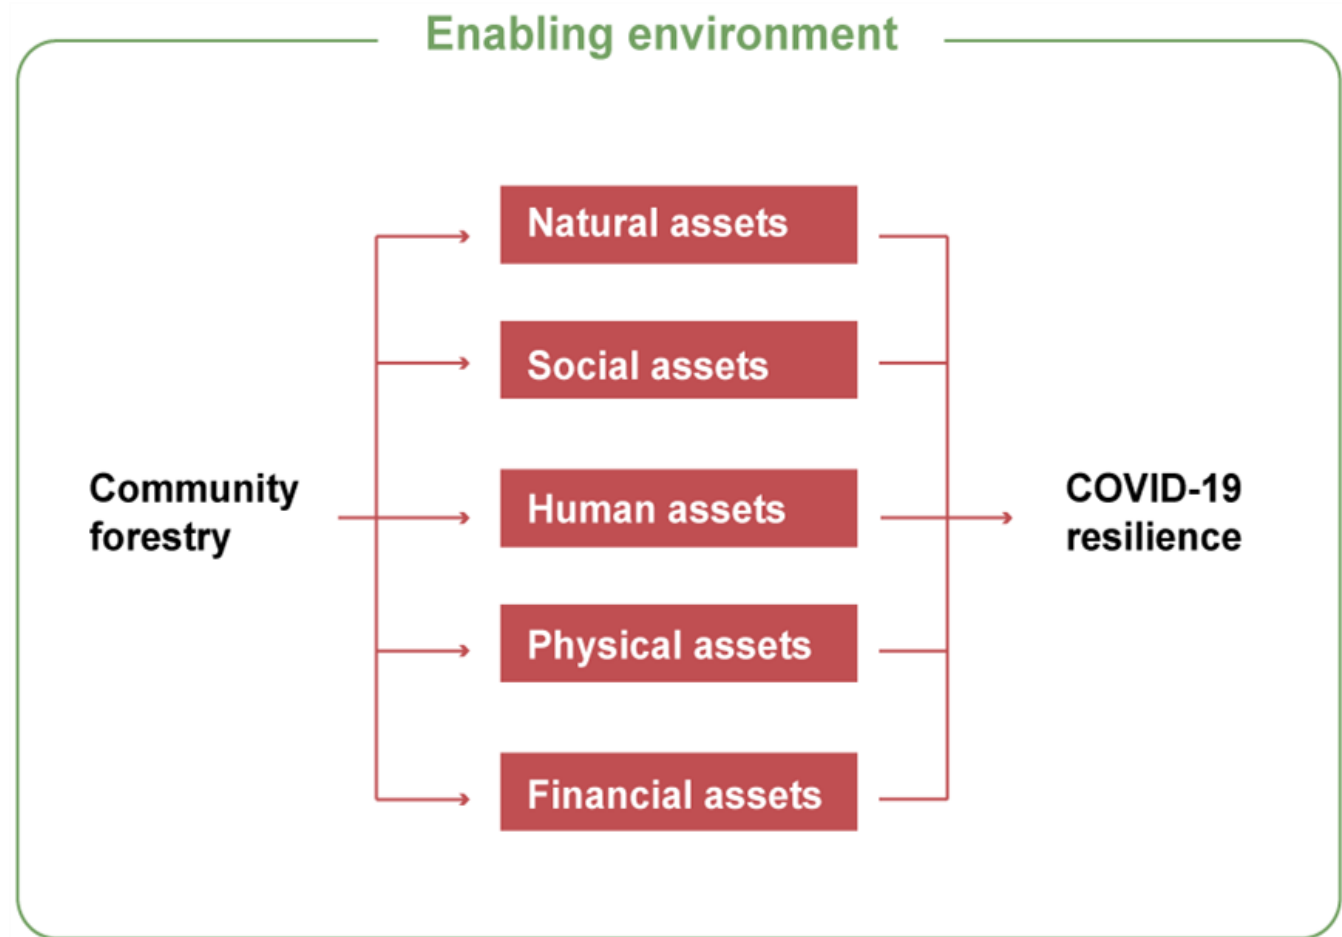 Enabling environment
Natural assets
Social assets
Community
forestry
Human assets
COVID-19
resilience
Physical assets
Financial assets